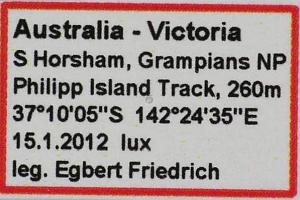 Australia - Victoria
S Horsham, Grampians NP
Philipp Island Track, 260m
37°10'05"S 142°24'35"E
15.1.2012 lux
leg. Egbert Friedrich